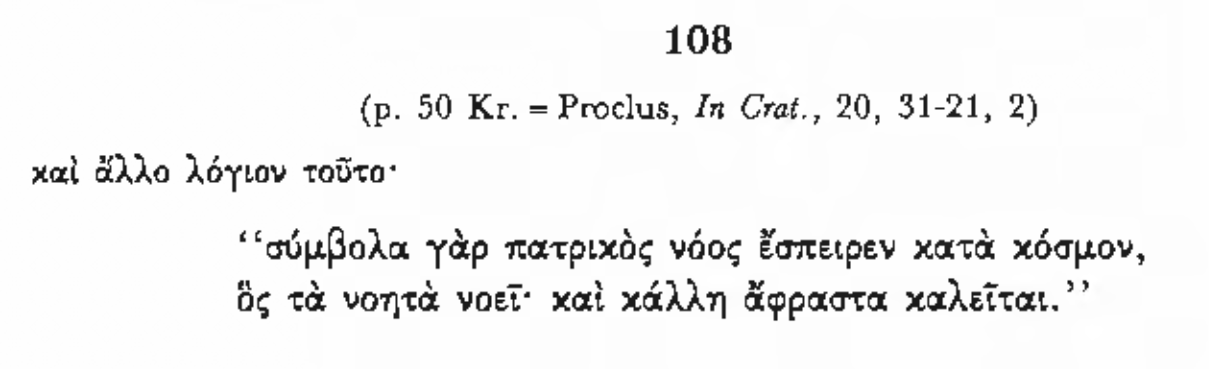 108
(p. 50 Kr. = Proclus, In Crat., 20, 31-21, 2)
καὶ ἄλλο λόγιον τοῦτο·
“σύμβολα γὰρ πατρικὸς νόος ἔσπειρεν κατὰ κόσμον,
ὃς τὰ νοητὰ νοεῖ· καὶ κάλλη ἄφραστα καλεῖται.”